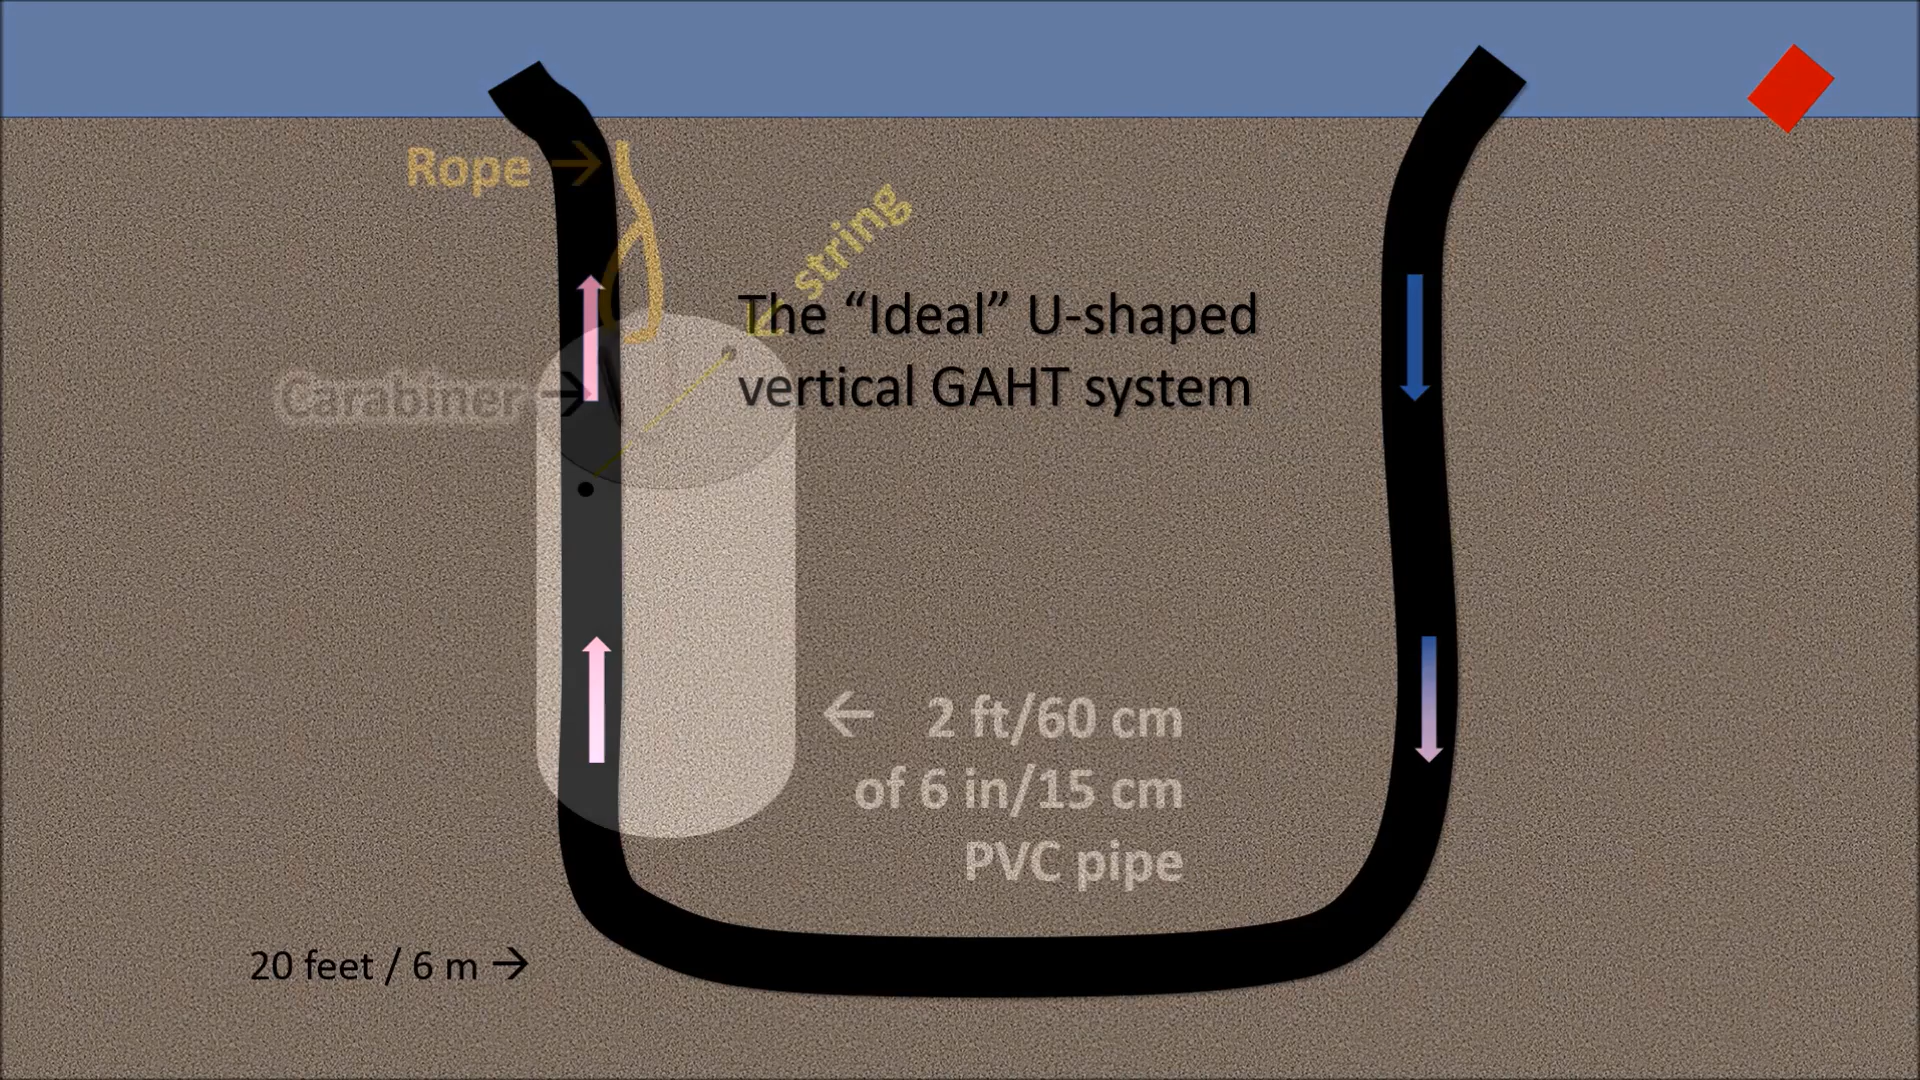 Rope →
← string
The “Ideal” U-shaped
vertical GAHT system
Carabiner →
← 2 ft/60 cm
of 6 in/15 cm
PVC pipe
20 feet / 6 m →